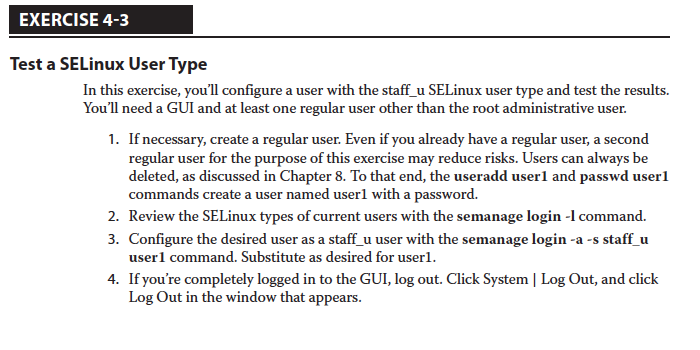 EXERCISE 4-3
Test a SELinux User Type
In this exercise, you'll configure a user with the staff_u SELinux user type and test the results.
You'll need a GUI and at least one regular user other than the root administrative user.
1. If necessary, create a regular user. Even if you already have a regular user, a second
regular user for the purpose of this exercise may reduce risks. Users can always be
deleted, as discussed in Chapter 8. To that end, the useradd user1 and passwd user1
commands create a user named user1 with a password.
2. Review the SELinux types of current users with the semanage login -l command.
3. Configure the desired user as a staff_u user with the semanage login -a -s staff_u
user1 command. Substitute as desired for user1.
4. If you're completely logged in to the GUI, log out. Click System | Log Out, and click
Log Out in the window that appears.